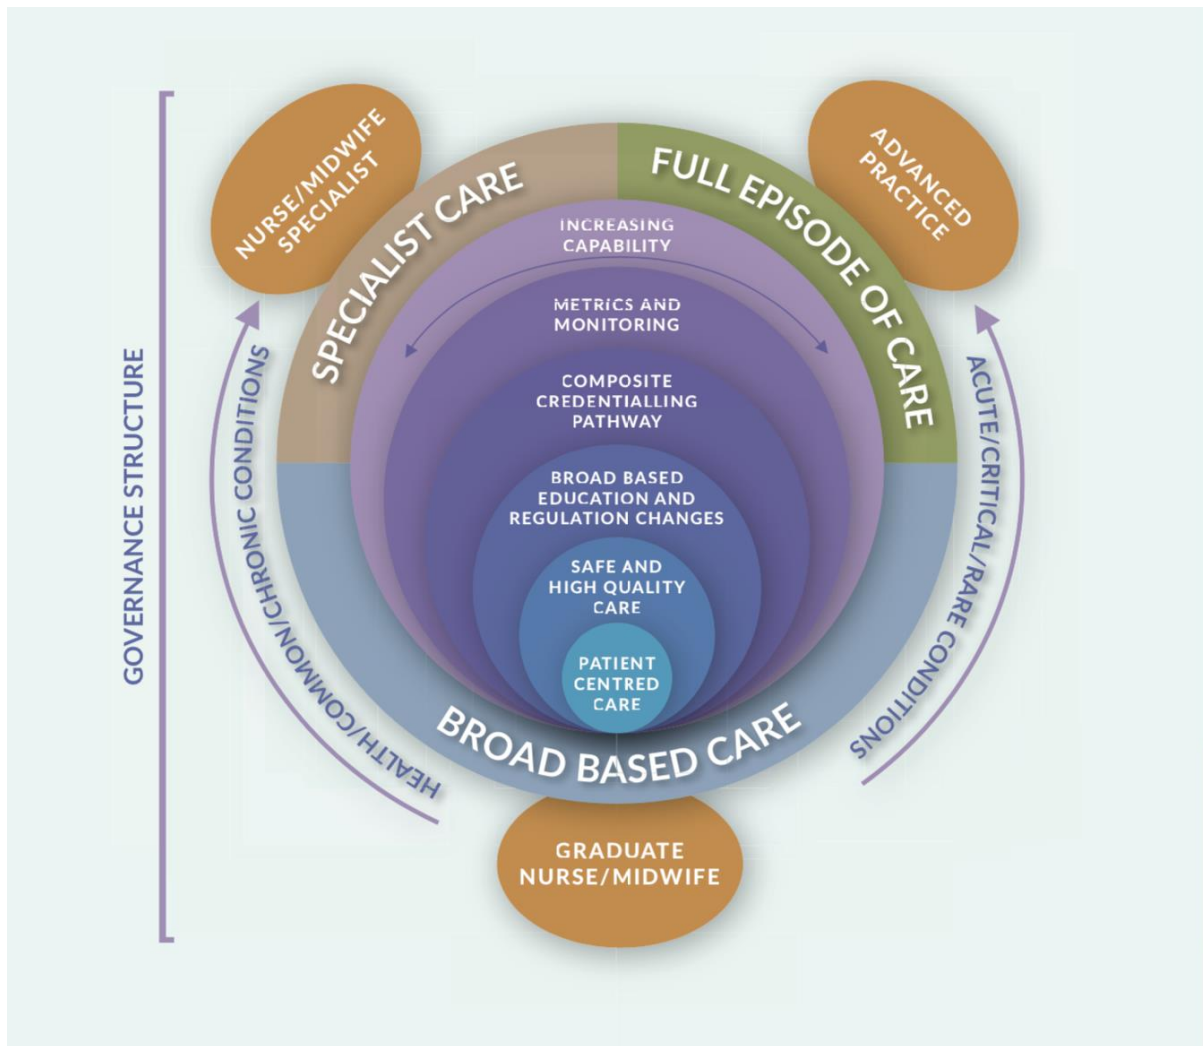 GOVERNANCE STRUCTURE
NURSE/MIDWIFE
SPECIALIST
ADVANCED
PRACTICE
SPECIALIST CARE
FULL EPISODE OF CARE
INCREASING
CAPABILITY
METRICS AND
MONITORING
COMPOSITE
CREDENTIALLING
PATHWAY
BROAD BASED
EDUCATION AND
REGULATION CHANGES
SAFE AND
HIGH QUALITY
CARE
PATIENT
CENTRED
CARE
BROAD BASED CARE
HEALTH/COMMON/CHRONIC CONDITIONS
ACUTE/CRITICAL/RARE CONDITIONS
GRADUATE
NURSE/MIDWIFE